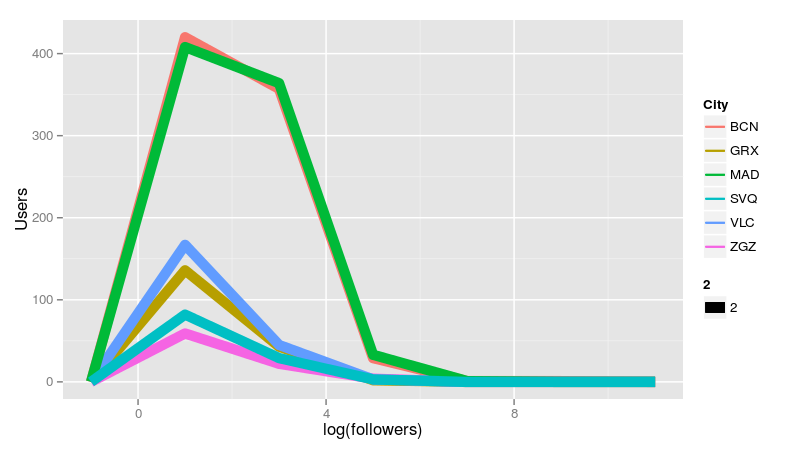 400
300
200
100
0
Users
0
4
8
log(followers)
City
BCN
GRX
MAD
SVQ
VLC
ZGZ
2
2